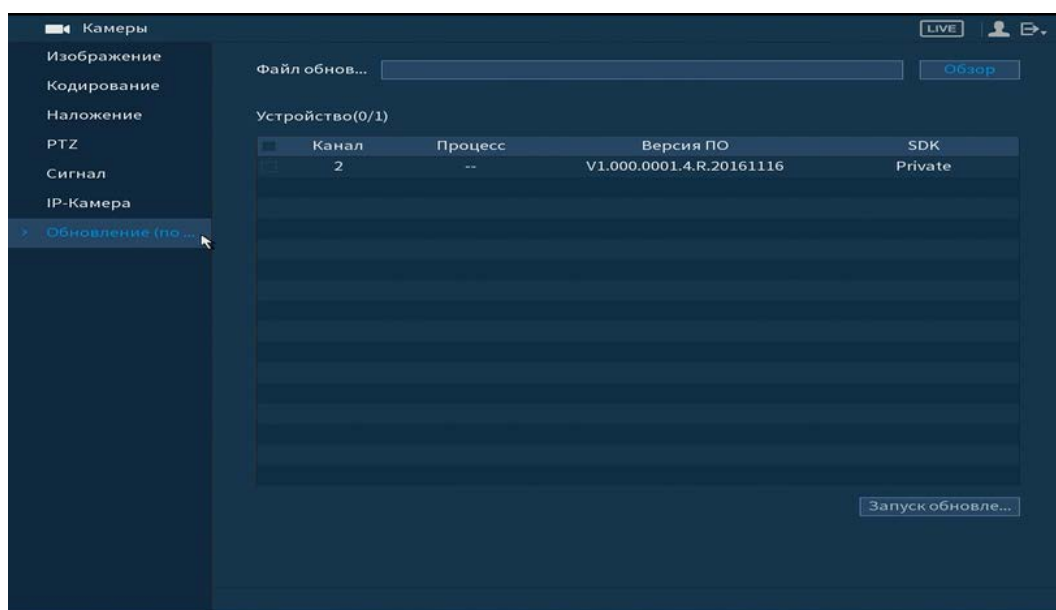 Камеры
LIVE
Изображение
Кодирование
Наложение
PTZ
Сигнал
IP-Камера
Обновление (по ...
Файл обнов...
Обзор
Устройство(0/1)
Канал Процесс Версия ПО SDK
2 -- V1.000.0001.4.R.20161116 Private
Запуск обновле...